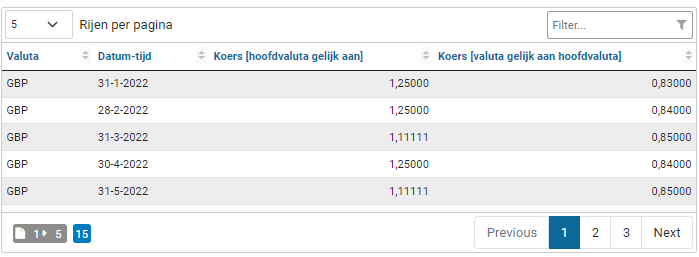 5 Rijen per pagina Filter...
Valuta Datum-tijd Koers [hoofdvaluta gelijk aan] Koers [valuta gelijk aan hoofdvaluta]
GBP 31-1-2022 1,25000 0,83000
GBP 28-2-2022 1,25000 0,84000
GBP 31-3-2022 1,11111 0,85000
GBP 30-4-2022 1,25000 0,84000
GBP 31-5-2022 1,11111 0,85000
1 5 15 Previous 1 2 3 Next